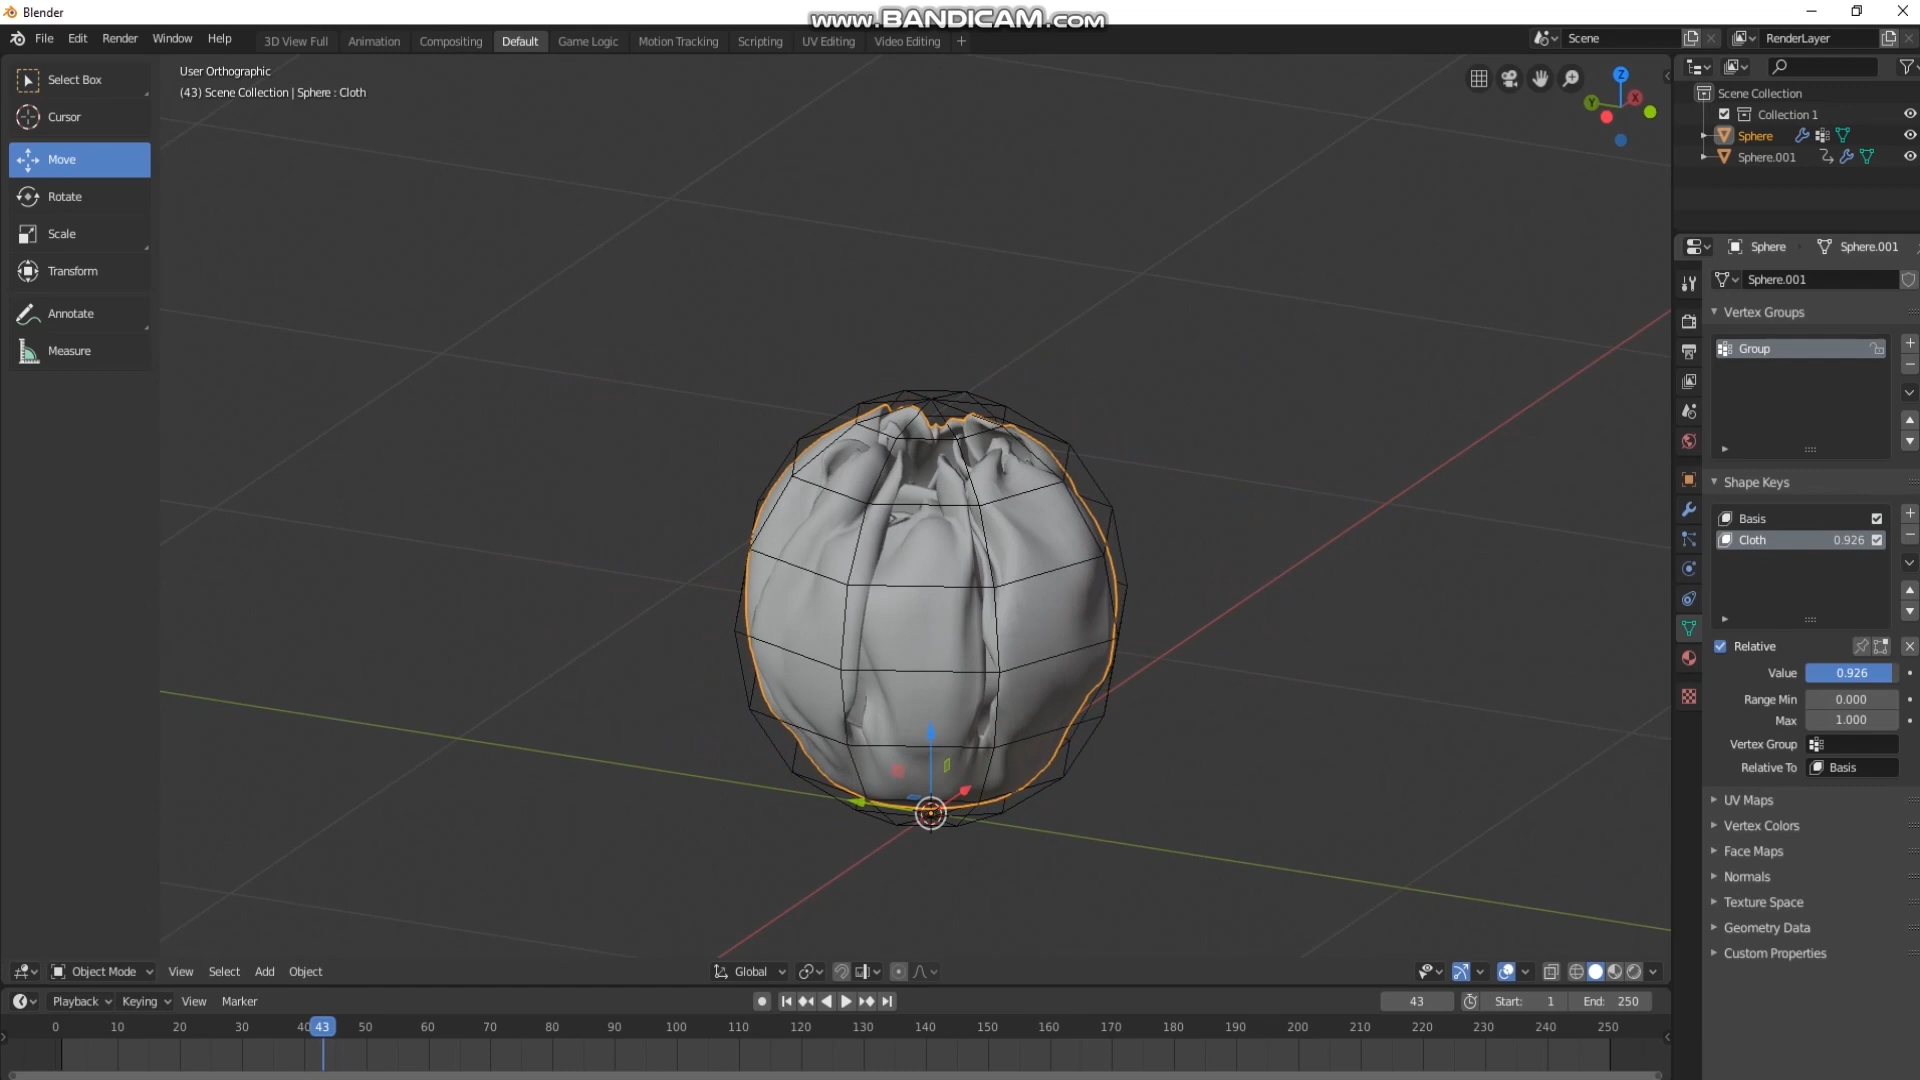 Blender
www.BANDICAM.com
File Edit Render Window Help
3D View Full Animation Compositing Default Game Logic Motion Tracking Scripting UV Editing Video Editing +
Scene
RenderLayer
Select Box
Cursor
Move
Rotate
Scale
Transform
Annotate
Measure
User Orthographic
(43) Scene Collection | Sphere : Cloth
Z
Y
X
Scene Collection
Collection 1
Sphere
Sphere.001
Sphere Sphere.001
Sphere.001
Vertex Groups
Group
Shape Keys
Basis
Cloth 0.926
Relative
Value 0.926
Range Min 0.000
Max 1.000
Vertex Group
Relative To Basis
UV Maps
Vertex Colors
Face Maps
Normals
Texture Space
Geometry Data
Custom Properties
Object Mode View Select Add Object
Global
Playback Keying View Marker
43 Start: 1 End: 250
0 10 20 30 40 43 50 60 70 80 90 100 110 120 130 140 150 160 170 180 190 200 210 220 230 240 250